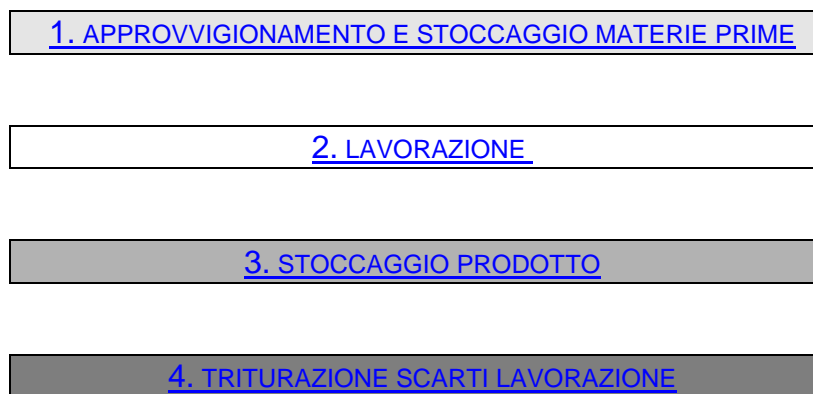 1. APPROVVIGIONAMENTO E STOCCAGGIO MATERIE PRIME
2. LAVORAZIONE
3. STOCCAGGIO PRODOTTO
4. TRITURAZIONE SCARTI LAVORAZIONE